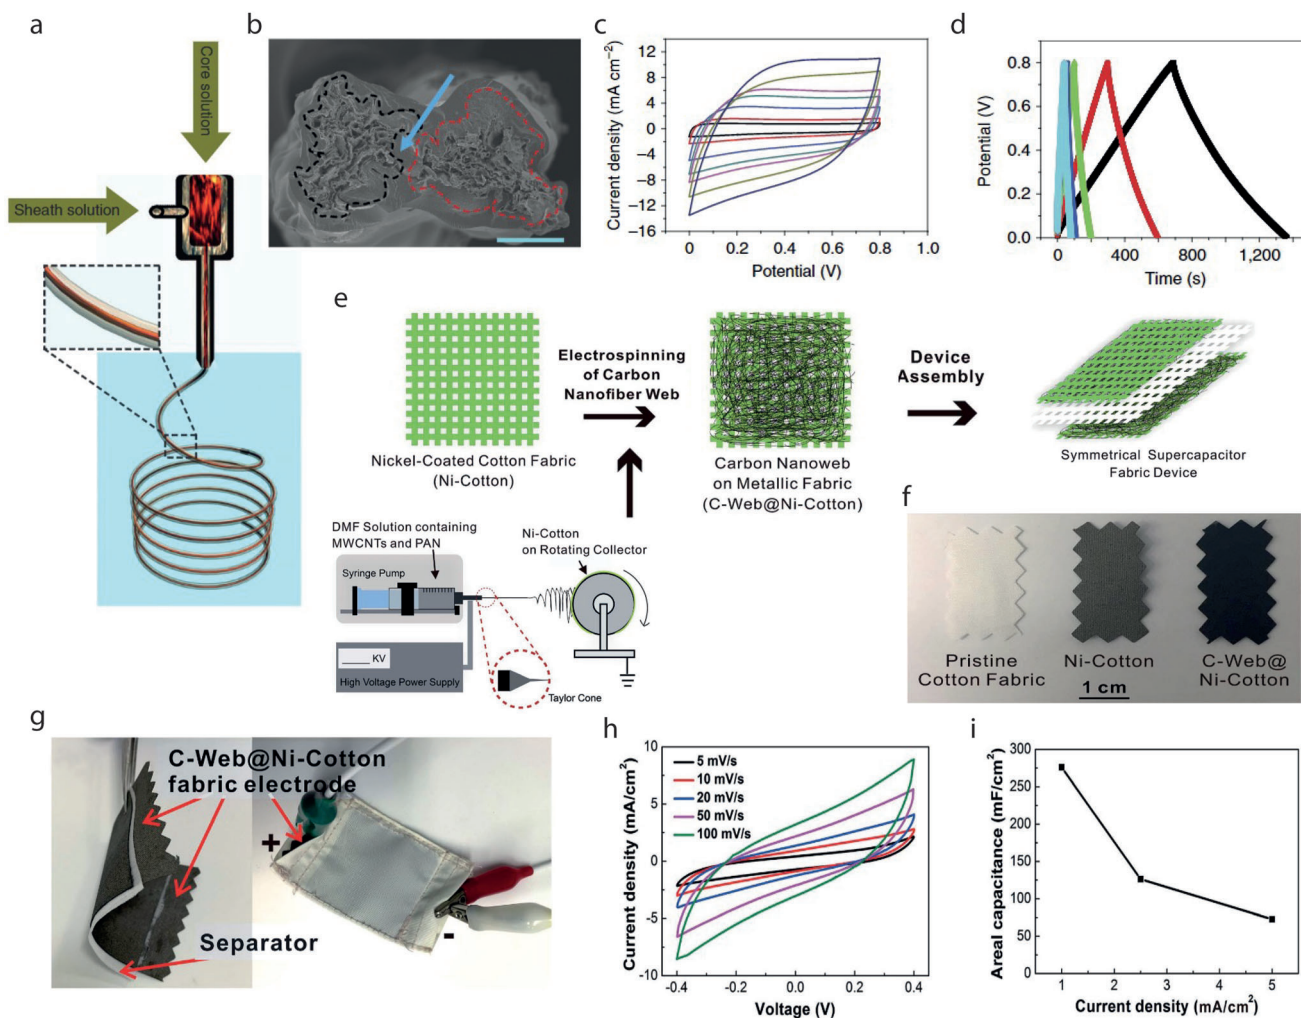 a
Core solution
Sheath solution
b
c
Current density (mA cm⁻²)
12
8
4
0
−4
−8
−12
−16
0
0.2
0.4
0.6
0.8
1.0
Potential (V)
d
Potential (V)
0.8
0.6
0.4
0.2
0.0
0
400
800
1,200
Time (s)
e
Nickel-Coated Cotton Fabric
(Ni-Cotton)
Electrospinning
of Carbon
Nanofiber Web
Carbon Nanoweb
on Metallic Fabric
(C-Web@Ni-Cotton)
Device
Assembly
Symmetrical Supercapacitor
Fabric Device
DMF Solution containing
MWCNTs and PAN
Syringe Pump
KV
High Voltage Power Supply
Taylor Cone
Ni-Cotton
on Rotating Collector
f
Pristine
Cotton Fabric
Ni-Cotton
1 cm
C-Web@
Ni-Cotton
g
C-Web@Ni-Cotton
fabric electrode
Separator
+
-
h
Current density (mA/cm²)
10
5
0
-5
-10
5 mV/s
10 mV/s
20 mV/s
50 mV/s
100 mV/s
-0.4
-0.2
0.0
0.2
0.4
Voltage (V)
i
Areal capacitance (mF/cm²)
300
250
200
150
100
50
0
1
2
3
4
5
Current density (mA/cm²)